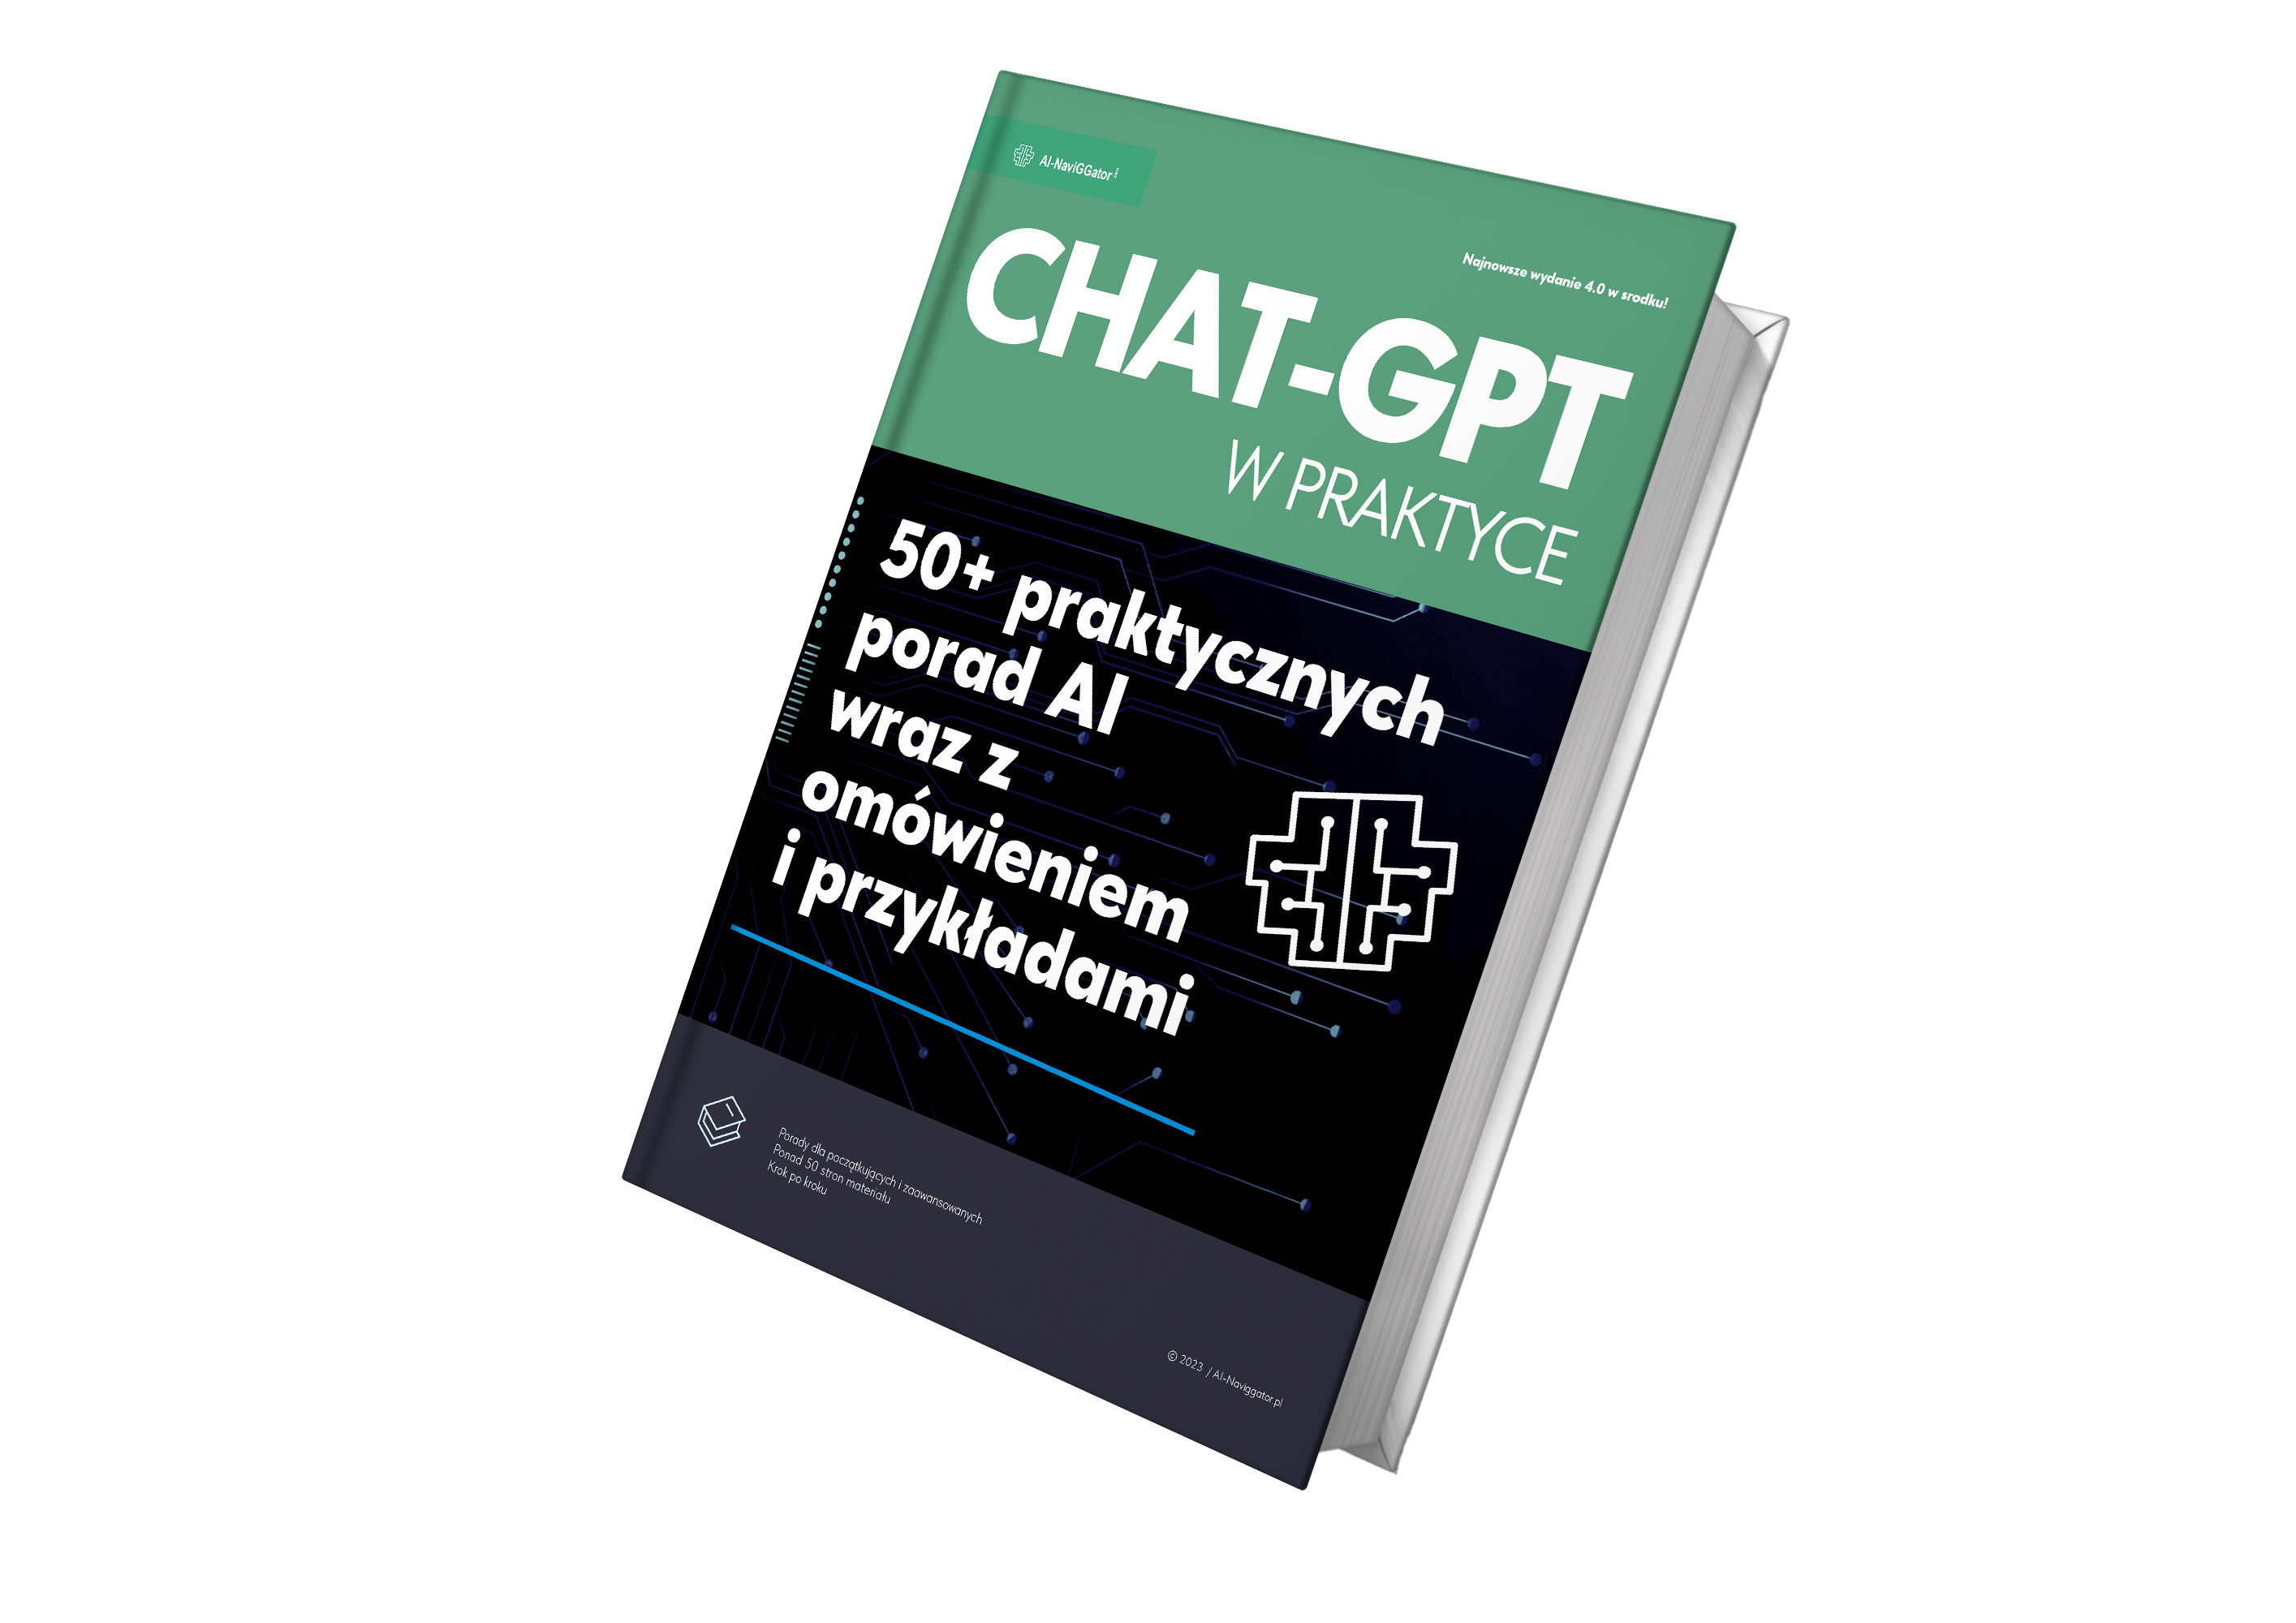 AI-NaviGGator
Najnowsze wydanie 4.0 w srodku!
CHAT-GPT
W PRAKTYCE
50+ praktycznych
porad AI
wraz z
omówieniem
i przykładami
Porady dla początkujących i zaawansowanych
Ponad 50 stron materiału
Krok po kroku
© 2023 / AI-Naviggator.pl